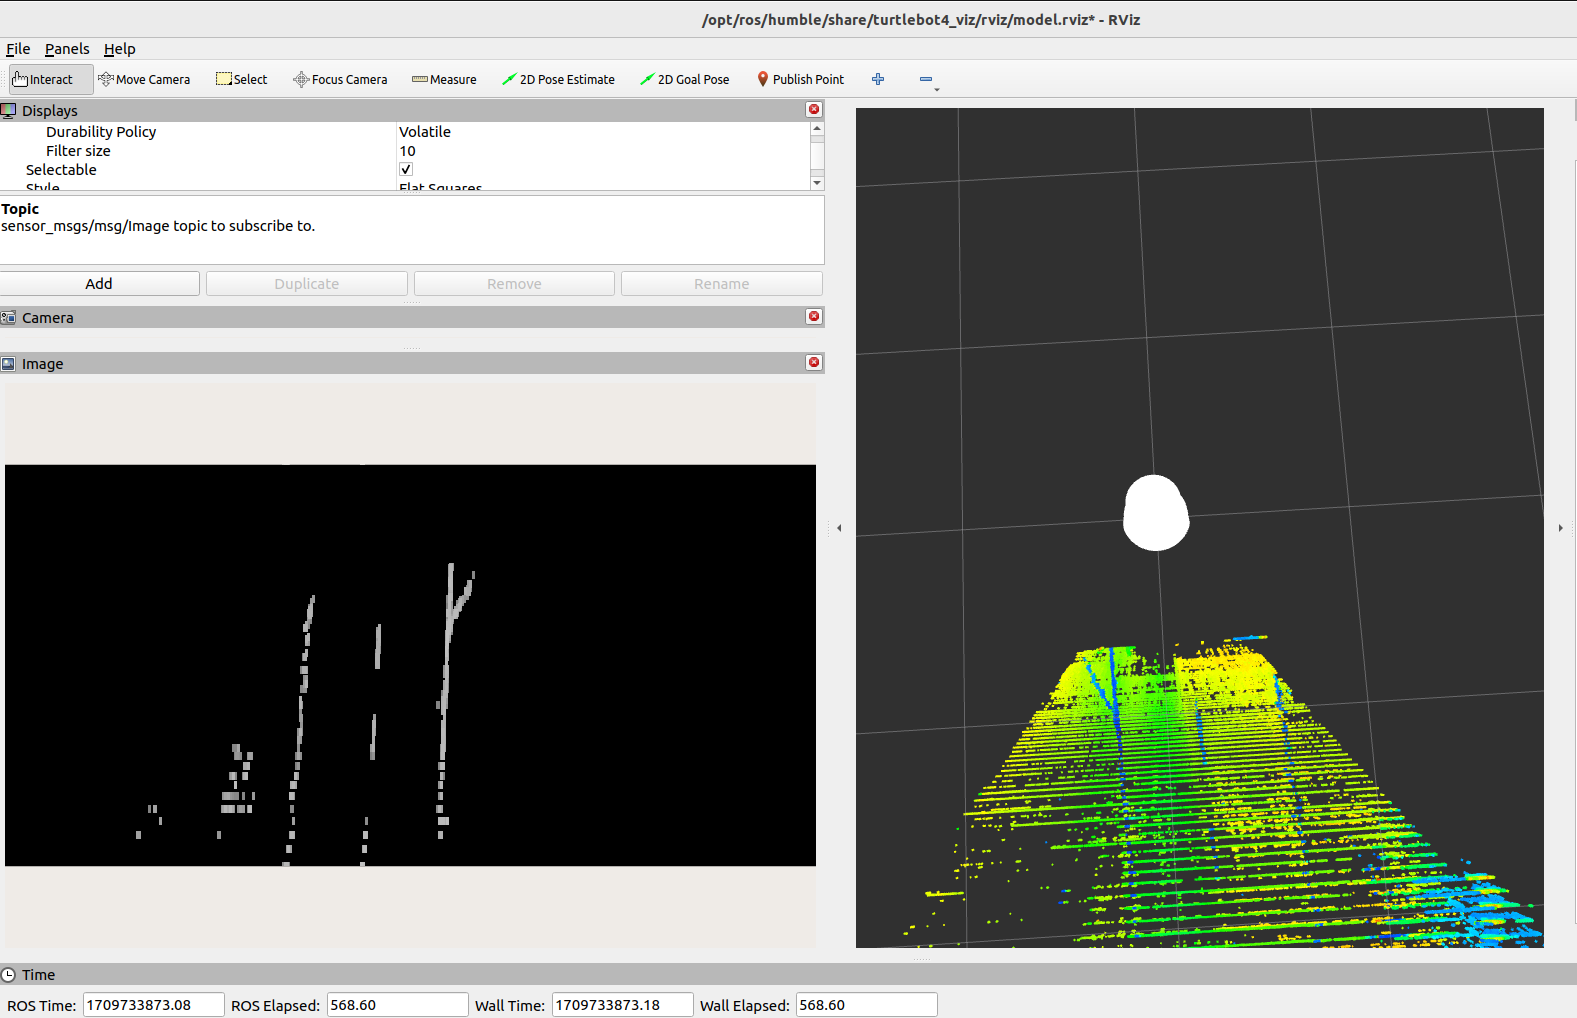 /opt/ros/humble/share/turtlebot4_viz/rviz/model.rviz* - RViz
File Panels Help
Interact Move Camera Select Focus Camera Measure 2D Pose Estimate 2D Goal Pose Publish Point
Displays
Durability Policy Volatile
Filter size 10
Selectable
Style Flat Squares
Topic
sensor_msgs/msg/Image topic to subscribe to.
Add Duplicate Remove Rename
Camera
Image
Time
ROS Time: 1709733873.08 ROS Elapsed: 568.60 Wall Time: 1709733873.18 Wall Elapsed: 568.60